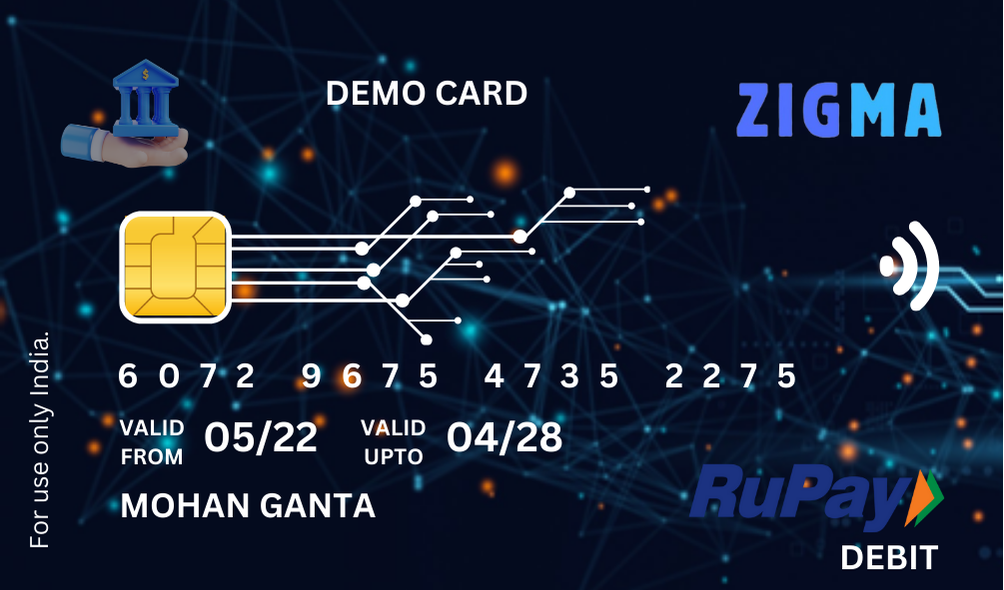 DEMO CARD
ZIGMA
6072 9675 4735 2275
VALID FROM 05/22 VALID UPTO 04/28
MOHAN GANTA
RuPay
DEBIT
For use only India.
$